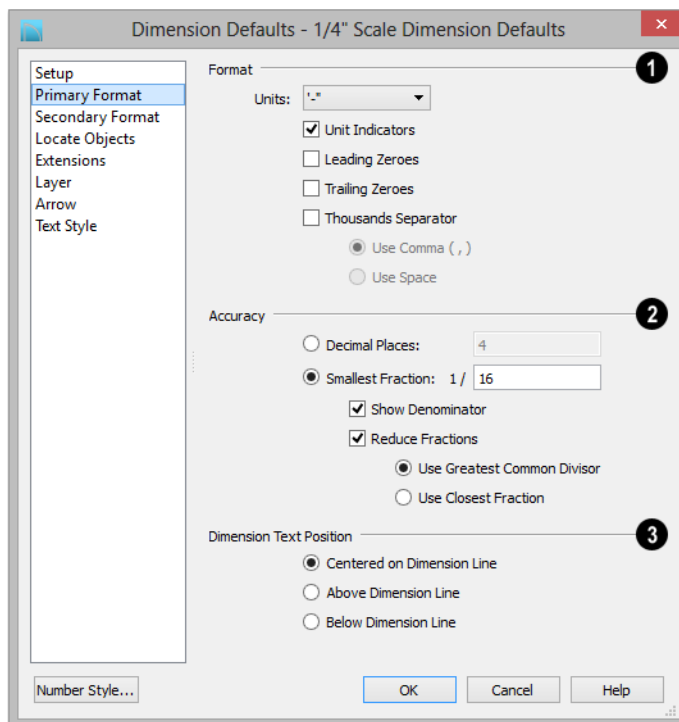 Dimension Defaults - 1/4" Scale Dimension Defaults
Setup
Primary Format
Secondary Format
Locate Objects
Extensions
Layer
Arrow
Text Style
Format
1
Units: '-"
Unit Indicators
Leading Zeroes
Trailing Zeroes
Thousands Separator
Use Comma ( , )
Use Space
Accuracy
2
Decimal Places: 4
Smallest Fraction: 1 / 16
Show Denominator
Reduce Fractions
Use Greatest Common Divisor
Use Closest Fraction
Dimension Text Position
3
Centered on Dimension Line
Above Dimension Line
Below Dimension Line
Number Style... OK Cancel Help